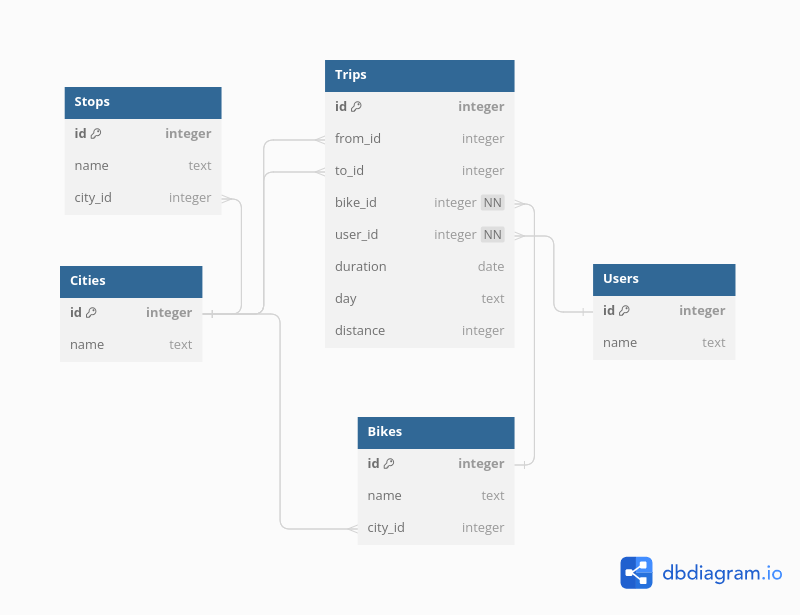 Stops
id integer
name text
city_id integer
Cities
id integer
name text
Trips
id integer
from_id integer
to_id integer
bike_id integer NN
user_id integer NN
duration date
day text
distance integer
Users
id integer
name text
Bikes
id integer
name text
city_id integer
dbdiagram.io